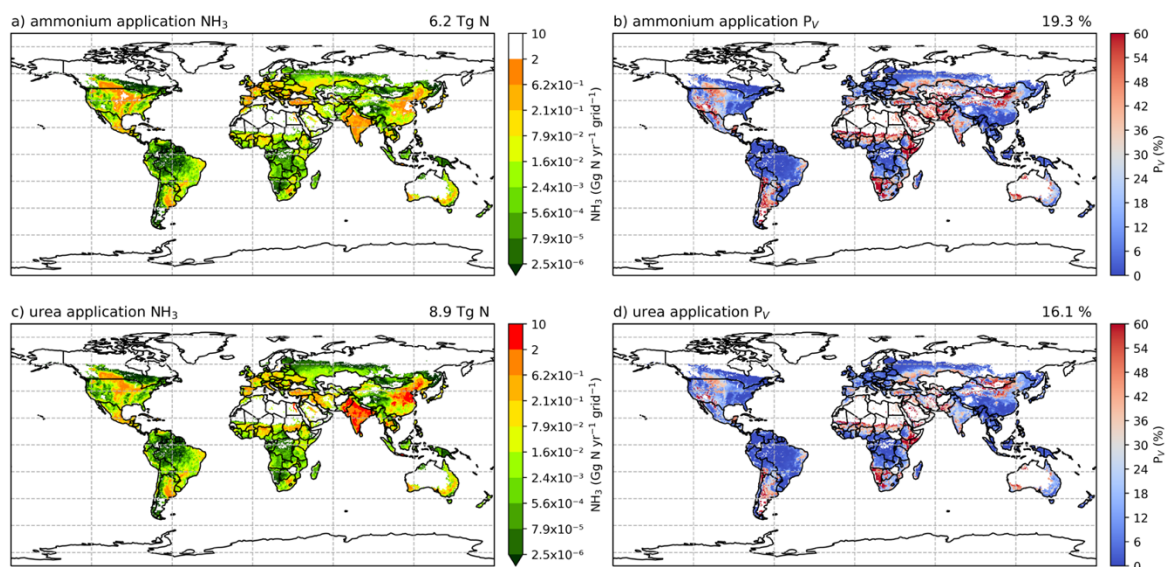 a) ammonium application NH₃ 6.2 Tg N
10
2
6.2x10⁻¹
2.1x10⁻¹
7.9x10⁻²
1.6x10⁻²
2.4x10⁻³
5.6x10⁻⁴
7.9x10⁻⁵
2.5x10⁻⁶
NH₃ (Gg N yr⁻¹ grid⁻¹)
b) ammonium application P_V 19.3 %
60
54
48
42
36
30
24
18
12
6
0
P_V (%)
c) urea application NH₃ 8.9 Tg N
10
2
6.2x10⁻¹
2.1x10⁻¹
7.9x10⁻²
1.6x10⁻²
2.4x10⁻³
5.6x10⁻⁴
7.9x10⁻⁵
2.5x10⁻⁶
NH₃ (Gg N yr⁻¹ grid⁻¹)
d) urea application P_V 16.1 %
60
54
48
42
36
30
24
18
12
6
0
P_V (%)